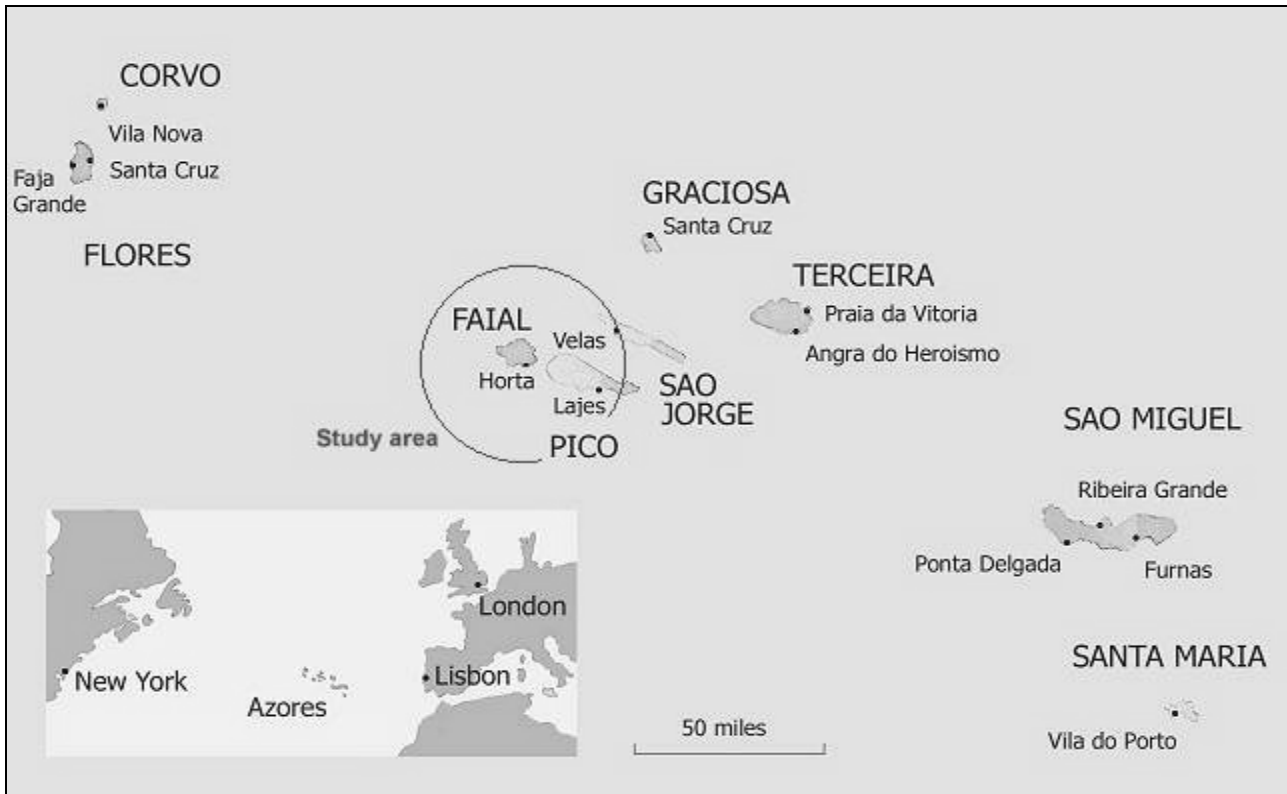 CORVO
Vila Nova
Santa Cruz
Faja
Grande
FLORES
GRACIOSA
Santa Cruz
TERCEIRA
Praia da Vitoria
Angra do Heroismo
FAIAL
Velas
Horta
Lajes
SAO
JORGE
Study area
PICO
SAO MIGUEL
Ribeira Grande
Ponta Delgada
Furnas
SANTA MARIA
Vila do Porto
50 miles
London
New York
Lisbon
Azores